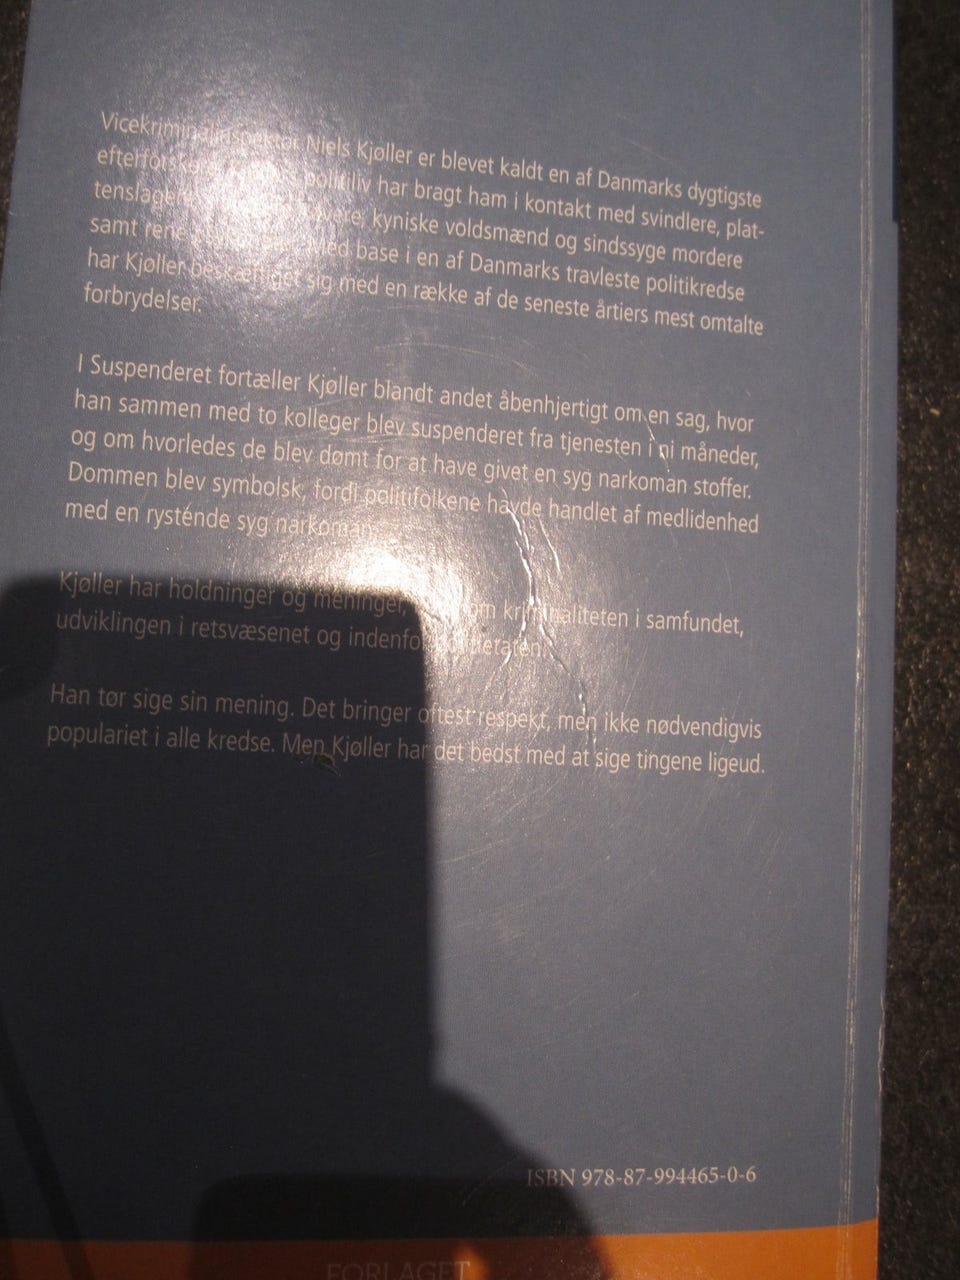 Vicekriminalinspektør Niels Kjøller er blevet kaldt en af Danmarks dygtigste
politiliv har bragt ham i kontakt med svindlere, plat-
kyniske voldsmænd og sindssyge mordere
samt rene base i en af Danmarks travleste politikredse
har Kjøller beskæftiget sig med en række af de seneste årtiers mest omtalte
forbrydelser.
I Suspenderet fortæller Kjøller blandt andet åbenhjertigt om en sag, hvor
han sammen med to kolleger blev suspenderet fra tjenesten i ni måneder,
og om hvorledes de blev dømt for at have givet en syg narkoman stoffer.
Dommen blev symbolsk, fordi politifolkene havde handlet af medlidenhed
med en rysténde syg narkoman
Kjøller har holdninger og meninger, om kriminaliteten i samfundet,
udviklingen i retsvæsenet og
Han tør sige sin mening. Det bringer oftest respekt, men ikke nødvendigvis
populariet i alle kredse. Men Kjøller har det bedst med at sige tingene ligeud.
ISBN 978-87-994465-0-6
FORLAGET